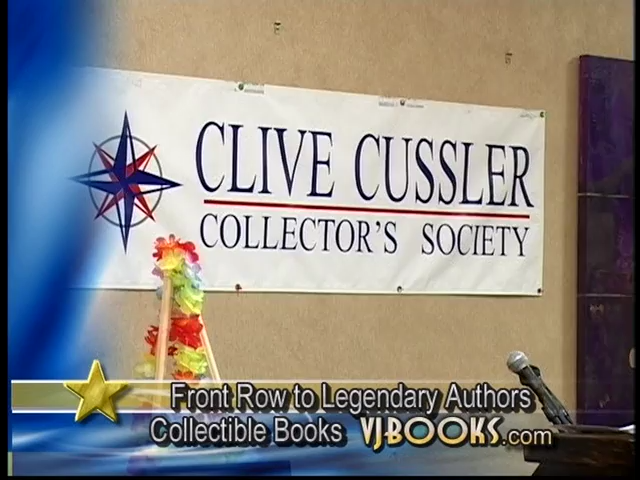 CLIVE CUSSLER
COLLECTOR'S SOCIETY
Front Row to Legendary Authors
Collectible Books VJBOOKS.com